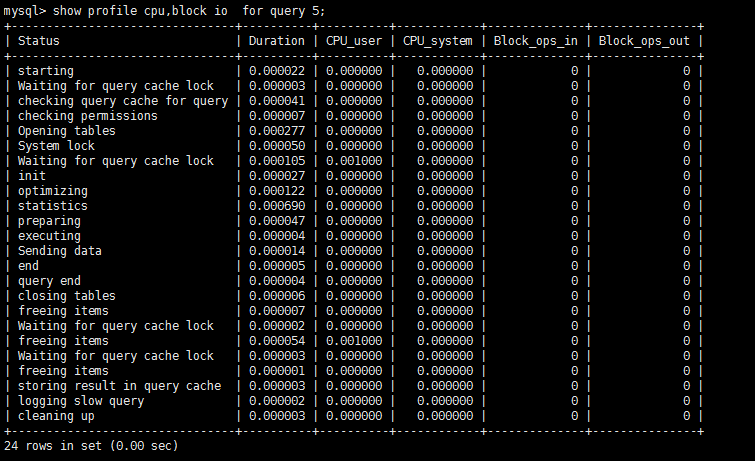 mysql> show profile cpu,block io  for query 5;
+--------------------------------+----------+----------+------------+--------------+---------------+
| Status                         | Duration | CPU_user | CPU_system | Block_ops_in | Block_ops_out |
+--------------------------------+----------+----------+------------+--------------+---------------+
| starting                       | 0.000022 | 0.000000 |   0.000000 |            0 |             0 |
| Waiting for query cache lock   | 0.000003 | 0.000000 |   0.000000 |            0 |             0 |
| checking query cache for query | 0.000041 | 0.000000 |   0.000000 |            0 |             0 |
| checking permissions           | 0.000007 | 0.000000 |   0.000000 |            0 |             0 |
| Opening tables                 | 0.000277 | 0.000000 |   0.000000 |            0 |             0 |
| System lock                    | 0.000050 | 0.000000 |   0.000000 |            0 |             0 |
| Waiting for query cache lock   | 0.000105 | 0.001000 |   0.000000 |            0 |             0 |
| init                           | 0.000027 | 0.000000 |   0.000000 |            0 |             0 |
| optimizing                     | 0.000122 | 0.000000 |   0.000000 |            0 |             0 |
| statistics                     | 0.000690 | 0.000000 |   0.000000 |            0 |             0 |
| preparing                      | 0.000047 | 0.000000 |   0.000000 |            0 |             0 |
| executing                      | 0.000004 | 0.000000 |   0.000000 |            0 |             0 |
| Sending data                   | 0.000014 | 0.000000 |   0.000000 |            0 |             0 |
| end                            | 0.000005 | 0.000000 |   0.000000 |            0 |             0 |
| query end                      | 0.000004 | 0.000000 |   0.000000 |            0 |             0 |
| closing tables                 | 0.000006 | 0.000000 |   0.000000 |            0 |             0 |
| freeing items                  | 0.000007 | 0.000000 |   0.000000 |            0 |             0 |
| Waiting for query cache lock   | 0.000002 | 0.000000 |   0.000000 |            0 |             0 |
| freeing items                  | 0.000054 | 0.001000 |   0.000000 |            0 |             0 |
| Waiting for query cache lock   | 0.000003 | 0.000000 |   0.000000 |            0 |             0 |
| freeing items                  | 0.000001 | 0.000000 |   0.000000 |            0 |             0 |
| storing result in query cache  | 0.000003 | 0.000000 |   0.000000 |            0 |             0 |
| logging slow query             | 0.000002 | 0.000000 |   0.000000 |            0 |             0 |
| cleaning up                    | 0.000003 | 0.000000 |   0.000000 |            0 |             0 |
+--------------------------------+----------+----------+------------+--------------+---------------+
24 rows in set (0.00 sec)